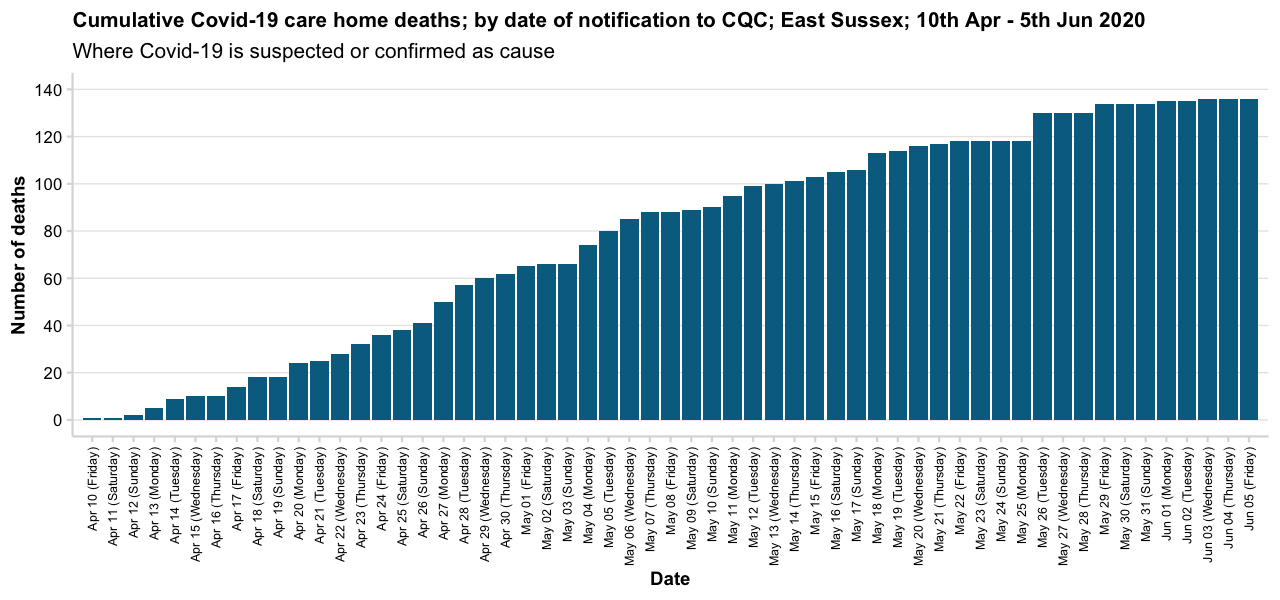 Cumulative Covid-19 care home deaths; by date of notification to CQC; East Sussex; 10th Apr - 5th Jun 2020
Where Covid-19 is suspected or confirmed as cause
Number of deaths
140
120
100
80
60
40
20
0
Apr 10 (Friday)
Apr 11 (Saturday)
Apr 12 (Sunday)
Apr 13 (Monday)
Apr 14 (Tuesday)
Apr 15 (Wednesday)
Apr 16 (Thursday)
Apr 17 (Friday)
Apr 18 (Saturday)
Apr 19 (Sunday)
Apr 20 (Monday)
Apr 21 (Tuesday)
Apr 22 (Wednesday)
Apr 23 (Thursday)
Apr 24 (Friday)
Apr 25 (Saturday)
Apr 26 (Sunday)
Apr 27 (Monday)
Apr 28 (Tuesday)
Apr 29 (Wednesday)
Apr 30 (Thursday)
May 01 (Friday)
May 02 (Saturday)
May 03 (Sunday)
May 04 (Monday)
May 05 (Tuesday)
May 06 (Wednesday)
May 07 (Thursday)
May 08 (Friday)
May 09 (Saturday)
May 10 (Sunday)
May 11 (Monday)
May 12 (Tuesday)
May 13 (Wednesday)
May 14 (Thursday)
May 15 (Friday)
May 16 (Saturday)
May 17 (Sunday)
May 18 (Monday)
May 19 (Tuesday)
May 20 (Wednesday)
May 21 (Thursday)
May 22 (Friday)
May 23 (Saturday)
May 24 (Sunday)
May 25 (Monday)
May 26 (Tuesday)
May 27 (Wednesday)
May 28 (Thursday)
May 29 (Friday)
May 30 (Saturday)
May 31 (Sunday)
Jun 01 (Monday)
Jun 02 (Tuesday)
Jun 03 (Wednesday)
Jun 04 (Thursday)
Jun 05 (Friday)
Date